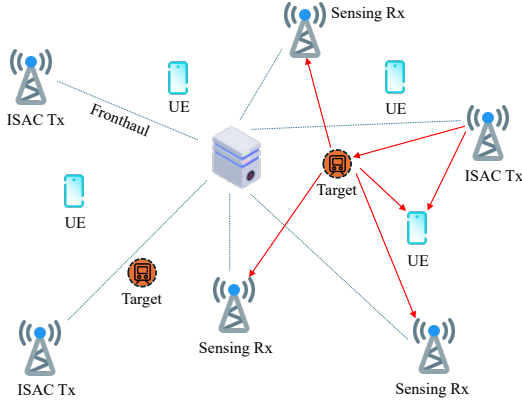 Sensing Rx
UE
UE
ISAC Tx
Fronthaul
ISAC Tx
Target
UE
UE
Target
Sensing Rx
ISAC Tx
Sensing Rx